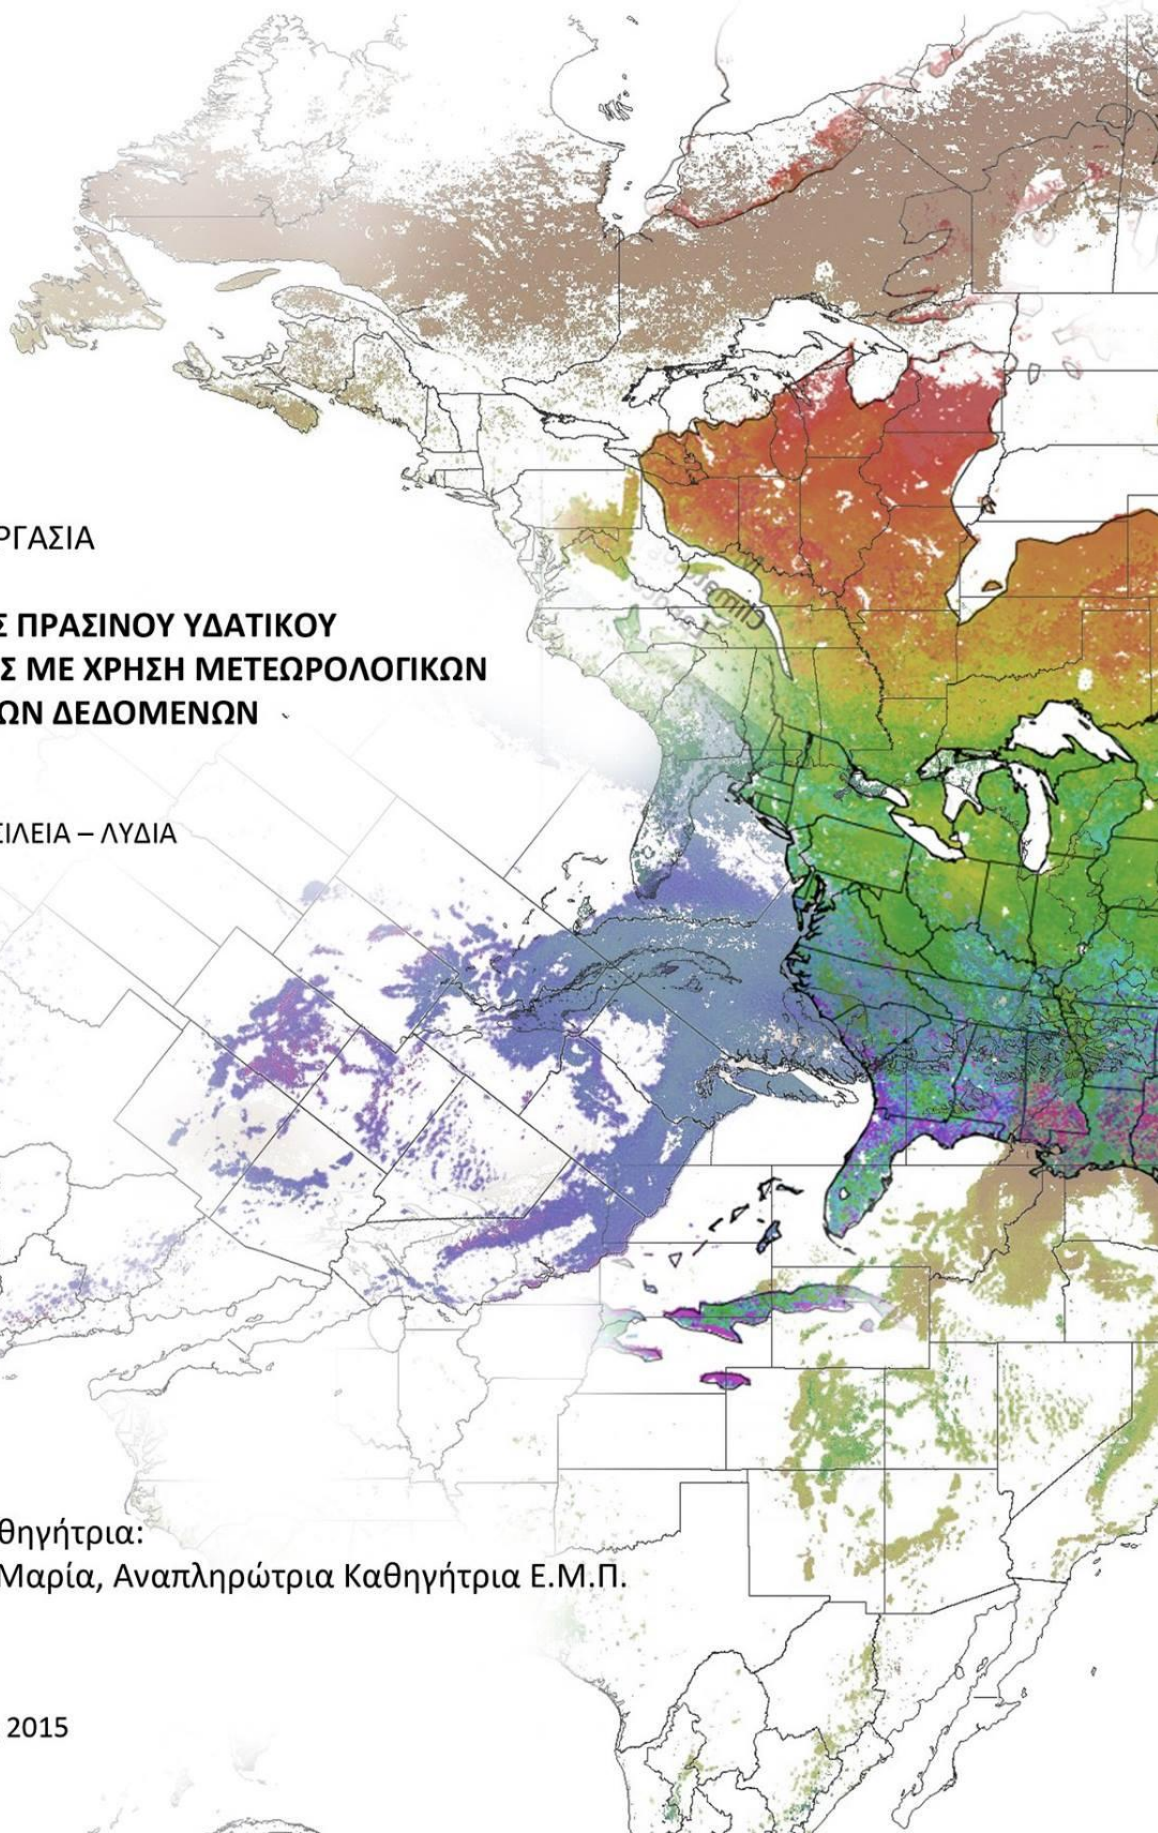 ΡΓΑΣΙΑ
Σ ΠΡΑΣΙΝΟΥ ΥΔΑΤΙΚΟΥ
Σ ΜΕ ΧΡΗΣΗ ΜΕΤΕΩΡΟΛΟΓΙΚΩΝ
ΩΝ ΔΕΔΟΜΕΝΩΝ
ΣΙΛΕΙΑ – ΛΥΔΙΑ
θηγήτρια:
Μαρία, Αναπληρώτρια Καθηγήτρια Ε.Μ.Π.
2015